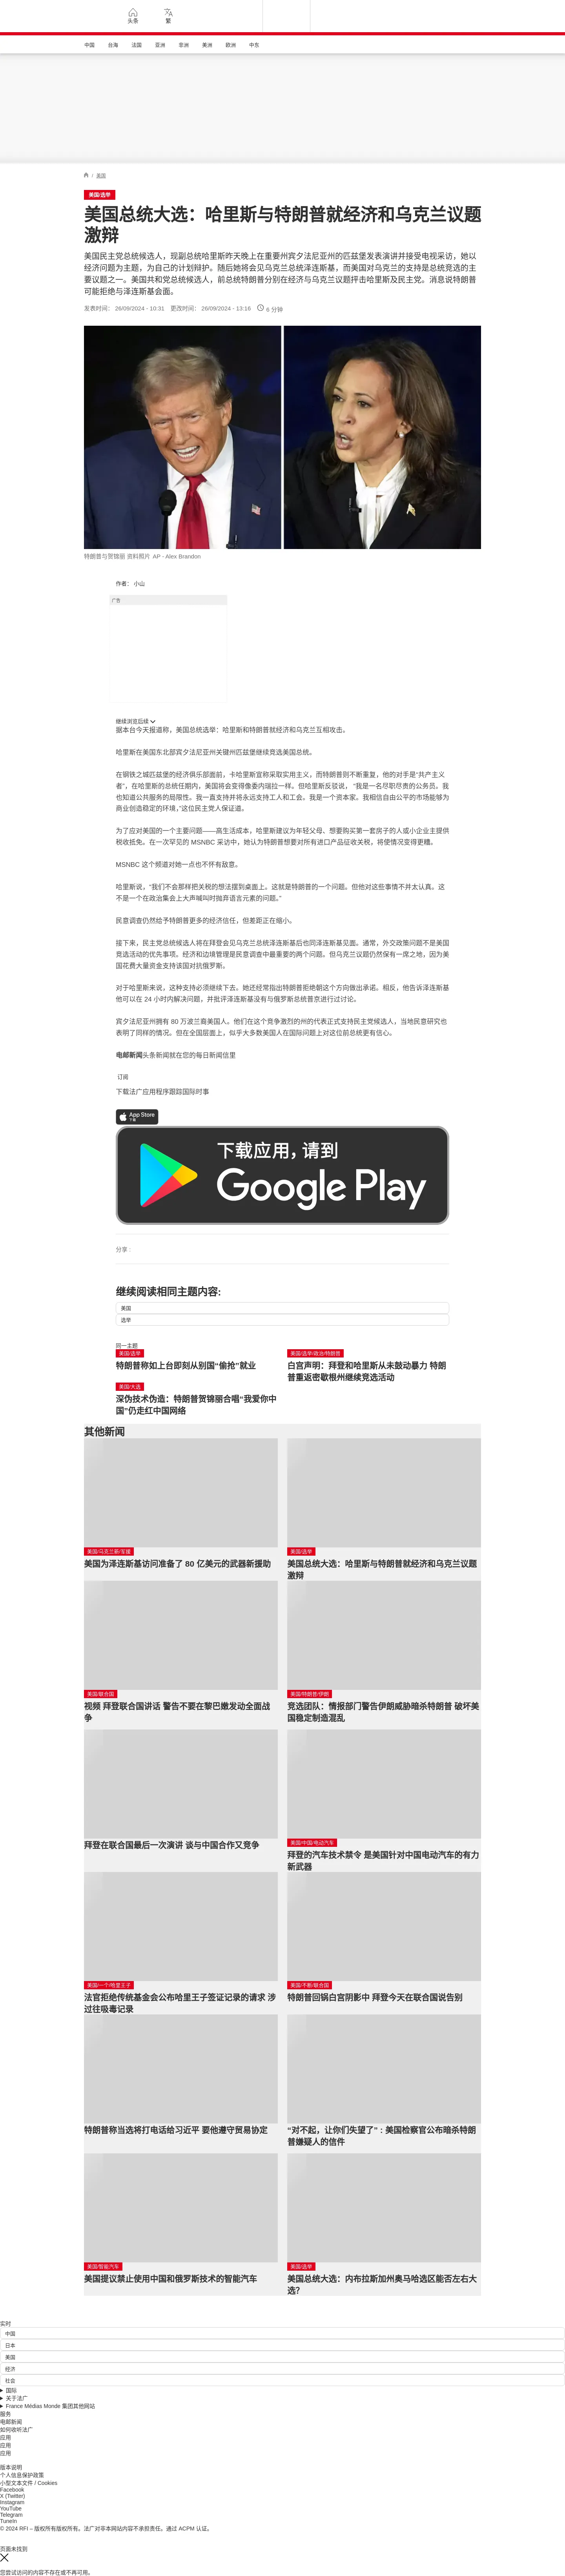 头条
繁
中国 台海 法国 亚洲 非洲 美洲 欧洲 中东
/ 美国
美国/选举
美国总统大选：哈里斯与特朗普就经济和乌克兰议题
激辩
美国民主党总统候选人，现副总统哈里斯昨天晚上在重要州宾夕法尼亚州的匹兹堡发表演讲并接受电视采访，她以
经济问题为主题，为自己的计划辩护。随后她将会见乌克兰总统泽连斯基，而美国对乌克兰的支持是总统竞选的主
要议题之一。美国共和党总统候选人，前总统特朗普分别在经济与乌克兰议题抨击哈里斯及民主党。消息说特朗普
可能拒绝与泽连斯基会面。
发表时间： 26/09/2024 - 10:31 更改时间： 26/09/2024 - 13:16 6 分钟
特朗普与贺锦丽 资料照片 AP - Alex Brandon
作者： 小山
广告
继续浏览后续
据本台今天报道称，美国总统选举：哈里斯和特朗普就经济和乌克兰互相攻击。
哈里斯在美国东北部宾夕法尼亚州关键州匹兹堡继续竞选美国总统。
在钢铁之城匹兹堡的经济俱乐部面前，卡哈里斯宣称采取实用主义，而特朗普则不断重复，他的对手是“共产主义
者”，在哈里斯的总统任期内，美国将会变得像委内瑞拉一样。但哈里斯反驳说， “我是一名尽职尽责的公务员。我
也知道公共服务的局限性。我一直支持并将永远支持工人和工会。我是一个资本家。我相信自由公平的市场能够为
商业创造稳定的环境，”这位民主党人保证道。
为了应对美国的一个主要问题——高生活成本，哈里斯建议为年轻父母、想要购买第一套房子的人或小企业主提供
税收抵免。在一次罕见的 MSNBC 采访中，她认为特朗普想要对所有进口产品征收关税，将使情况变得更糟。
MSNBC 这个频道对她一点也不怀有敌意。
哈里斯说，“我们不会那样把关税的想法摆到桌面上。这就是特朗普的一个问题。但他对这些事情不并太认真。这
不是一个在政治集会上大声喊叫时抛弃语言元素的问题。”
民意调查仍然给予特朗普更多的经济信任，但差距正在缩小。
接下来，民主党总统候选人将在拜登会见乌克兰总统泽连斯基后也同泽连斯基见面。通常，外交政策问题不是美国
竞选活动的优先事项。经济和边境管理是民意调查中最重要的两个问题。但乌克兰议题仍然保有一席之地，因为美
国花费大量资金支持该国对抗俄罗斯。
对于哈里斯来说，这种支持必须继续下去。她还经常指出特朗普拒绝朝这个方向做出承诺。相反，他告诉泽连斯基
他可以在 24 小时内解决问题，并批评泽连斯基没有与俄罗斯总统普京进行过讨论。
宾夕法尼亚州拥有 80 万波兰裔美国人。他们在这个竞争激烈的州的代表正式支持民主党候选人，当地民意研究也
表明了同样的情况。但在全国层面上，似乎大多数美国人在国际问题上对这位前总统更有信心。
电邮新闻头条新闻就在您的每日新闻信里
订阅
下载法广应用程序跟踪国际时事
App Store
下载
下载应用，请到
Google Play
分享 :
继续阅读相同主题内容:
美国
选举
同一主题
美国/选举
特朗普称如上台即刻从别国“偷抢”就业
美国/选举/政治/特朗普
白宫声明：拜登和哈里斯从未鼓动暴力 特朗
普重返密歇根州继续竞选活动
美国/大选
深伪技术伪造：特朗普贺锦丽合唱“我爱你中
国”仍走红中国网络
其他新闻
美国/乌克兰新/军援
美国为泽连斯基访问准备了 80 亿美元的武器新援助
美国/选举
美国总统大选：哈里斯与特朗普就经济和乌克兰议题
激辩
美国/联合国
视频 拜登联合国讲话 警告不要在黎巴嫩发动全面战
争
美国/特朗普/伊朗
竞选团队：情报部门警告伊朗威胁暗杀特朗普 破坏美
国稳定制造混乱
拜登在联合国最后一次演讲 谈与中国合作又竞争
美国/中国/电动汽车
拜登的汽车技术禁令 是美国针对中国电动汽车的有力
新武器
美国/一个/哈里王子
法官拒绝传统基金会公布哈里王子签证记录的请求 涉
过往吸毒记录
美国/不断/联合国
特朗普回锅白宫阴影中 拜登今天在联合国说告别
特朗普称当选将打电话给习近平 要他遵守贸易协定
“对不起，让你们失望了”：美国检察官公布暗杀特朗
普嫌疑人的信件
美国/智能汽车
美国提议禁止使用中国和俄罗斯技术的智能汽车
美国/选举
美国总统大选：内布拉斯加州奥马哈选区能否左右大
选？
实时
中国
日本
美国
经济
社会
国际
关于法广
France Médias Monde 集团其他网站
服务
电邮新闻
如何收听法广
应用
应用
应用
版本说明
个人信息保护政策
小型文本文件 / Cookies
Facebook
X (Twitter)
Instagram
YouTube
Telegram
TuneIn
© 2024 RFI – 版权所有版权所有。法广对非本网站内容不承担责任。通过 ACPM 认证。
页面未找到
您尝试访问的内容不存在或不再可用。